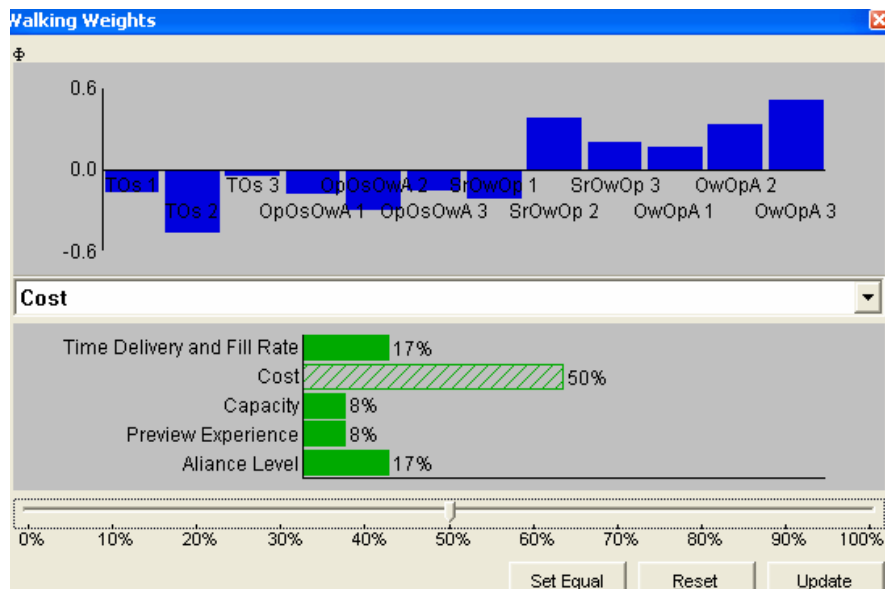 Walking Weights
Φ
0.6
0.0
-0.6
TOs 1 TOs 3 OpOsOwA 2 SrOwOp 1 SrOwOp 3 OwOpA 2
TOs 2 OpOsOwA 1 OpOsOwA 3 SrOwOp 2 OwOpA 1 OwOpA 3
Cost
Time Delivery and Fill Rate 17%
Cost 50%
Capacity 8%
Preview Experience 8%
Aliance Level 17%
0% 10% 20% 30% 40% 50% 60% 70% 80% 90% 100%
Set Equal Reset Update